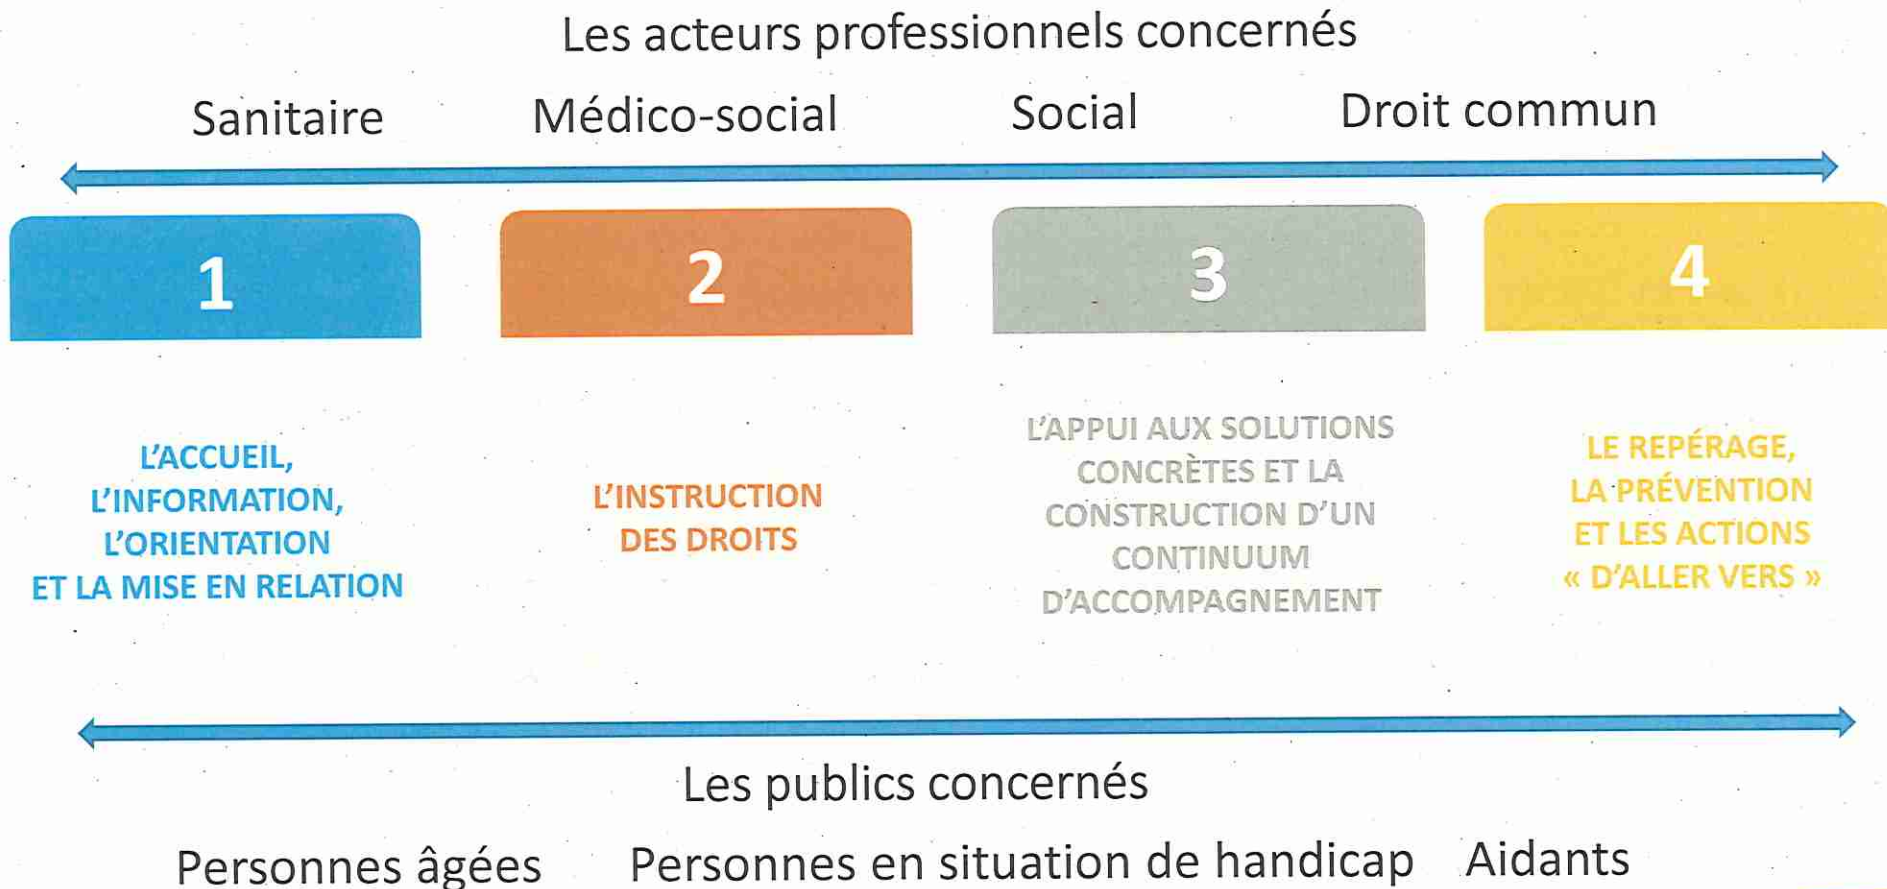 Les acteurs professionnels concernés
Sanitaire Médico-social Social Droit commun
1
2
3
4
L'ACCUEIL,
L'INFORMATION,
L'ORIENTATION
ET LA MISE EN RELATION
L'INSTRUCTION
DES DROITS
L'APPUI AUX SOLUTIONS
CONCRÈTES ET LA
CONSTRUCTION D'UN
CONTINUUM
D'ACCOMPAGNEMENT
LE REPÉRAGE,
LA PRÉVENTION
ET LES ACTIONS
« D'ALLER VERS »
Les publics concernés
Personnes âgées Personnes en situation de handicap Aidants